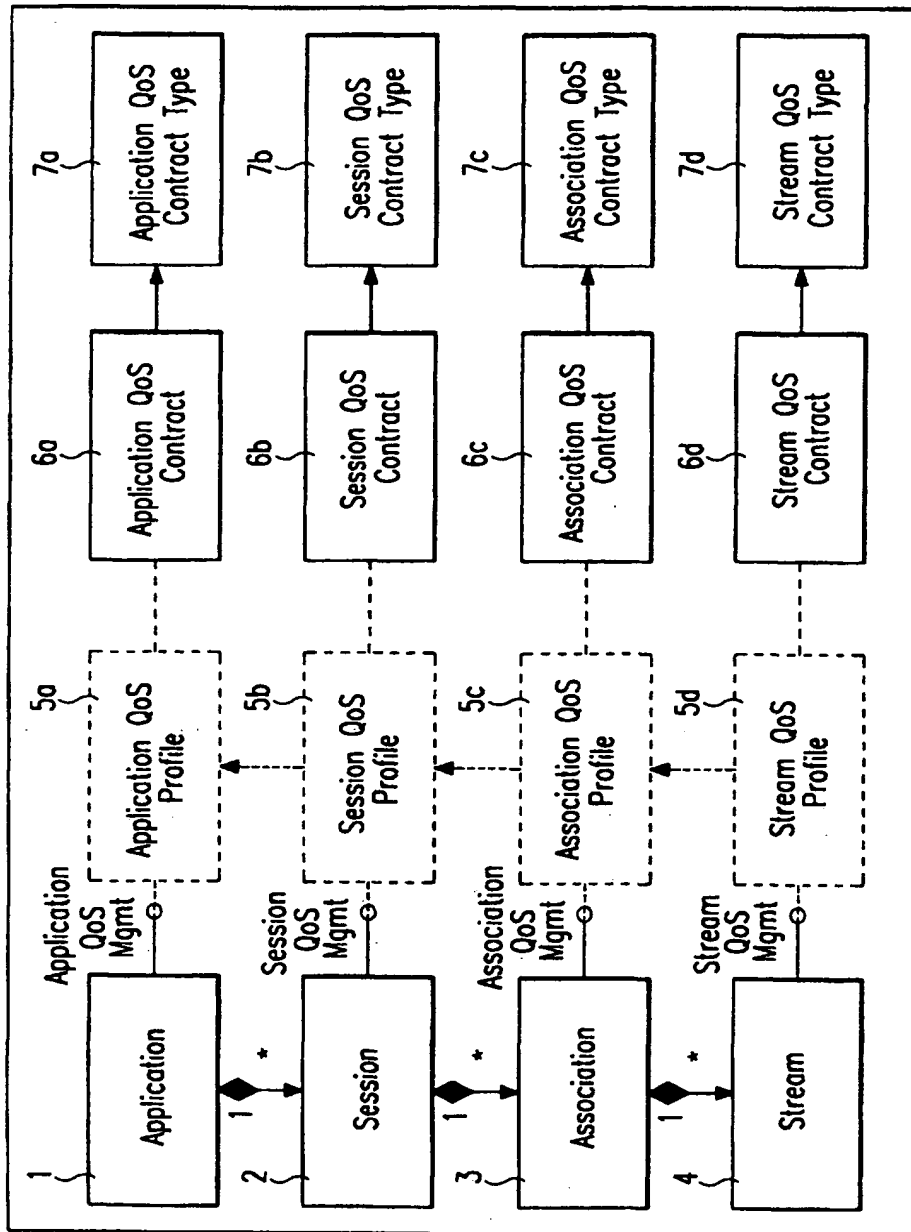 1
Application
Application
QoS
Mgmt
5a
Application QoS
Profile
6a
Application QoS
Contract
7a
Application QoS
Contract Type
1
*
2
Session
Session
QoS
Mgmt
5b
Session QoS
Profile
6b
Session QoS
Contract
7b
Session QoS
Contract Type
1
*
3
Association
Association
QoS
Mgmt
5c
Association QoS
Profile
6c
Association QoS
Contract
7c
Association QoS
Contract Type
1
*
4
Stream
Stream
QoS
Mgmt
5d
Stream QoS
Profile
6d
Stream QoS
Contract
7d
Stream QoS
Contract Type